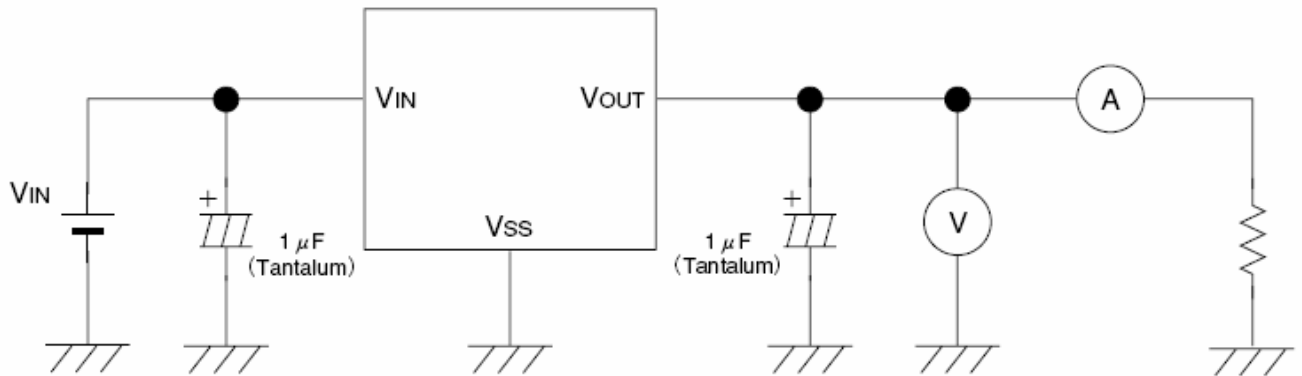 VIN
VOUT
A
VIN
+
+
V
VSS
1 μF
(Tantalum)
1 μF
(Tantalum)